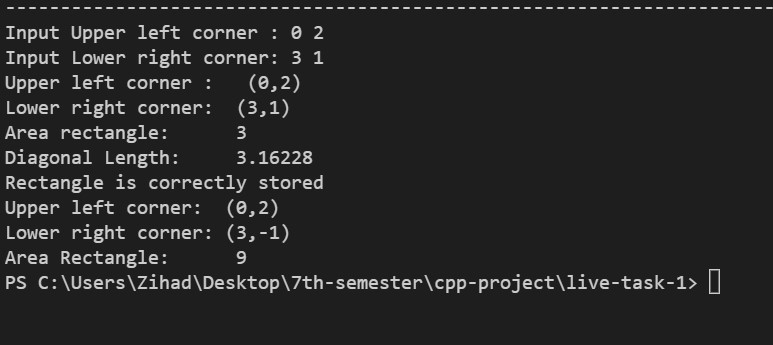 --------------------------------------------------------------------------
Input Upper left corner : 0 2
Input Lower right corner: 3 1
Upper left corner :   (0,2)
Lower right corner:  (3,1)
Area rectangle:      3
Diagonal Length:     3.16228
Rectangle is correctly stored
Upper left corner:  (0,2)
Lower right corner: (3,-1)
Area Rectangle:      9
PS C:\Users\Zihad\Desktop\7th-semester\cpp-project\live-task-1>